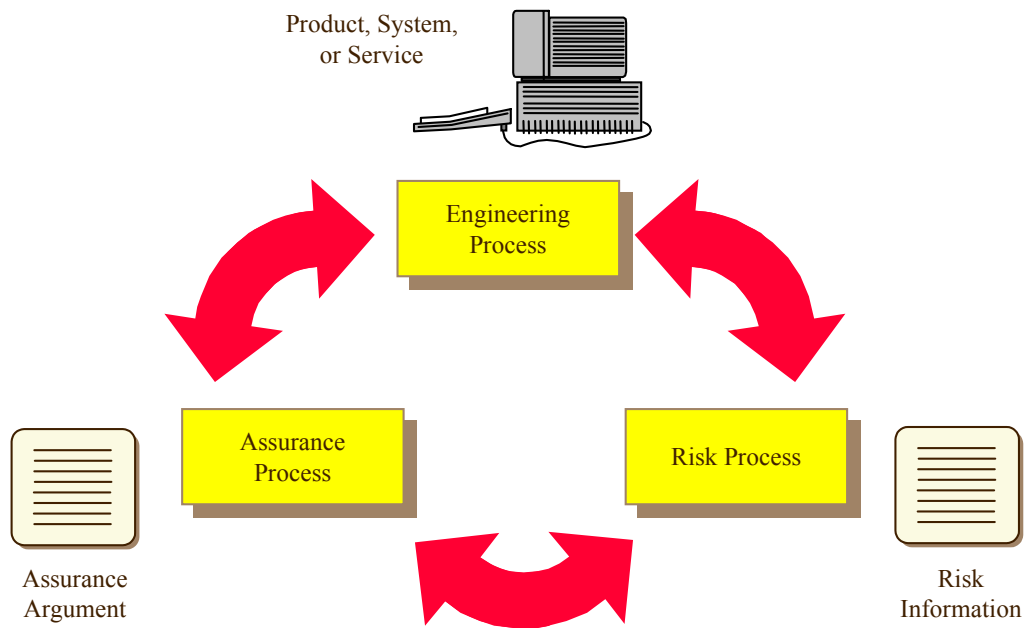 Product, System,
or Service
Engineering
Process
Assurance
Process
Risk Process
Assurance
Argument
Risk
Information